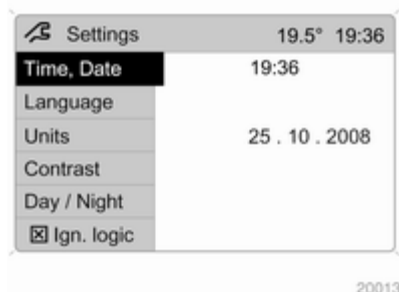 Settings 19.5° 19:36
Time, Date 19:36
Language
Units 25 . 10 . 2008
Contrast
Day / Night
Ign. logic
20013